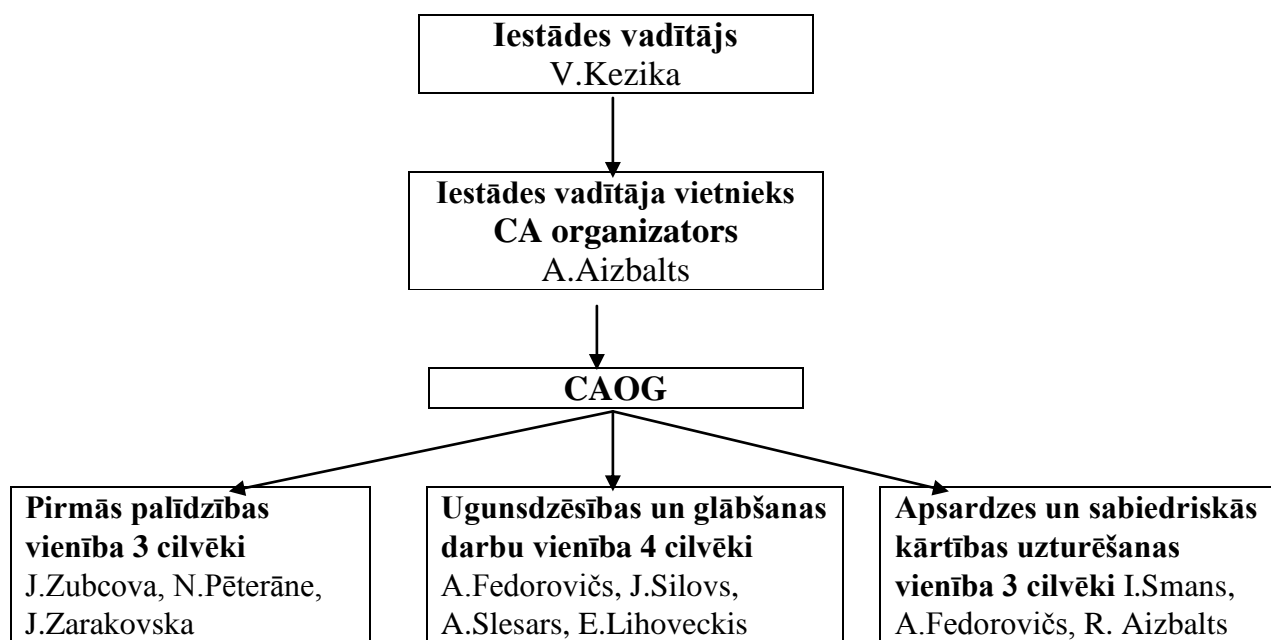 Iestādes vadītājs
V.Kezika
Iestādes vadītāja vietnieks
CA organizators
A.Aizbalts
CAOG
Pirmās palīdzības
vienība 3 cilvēki
J.Zubcova, N.Pēterāne,
J.Zarakovska
Ugunsdzēsības un glābšanas
darbu vienība 4 cilvēki
A.Fedorovičs, J.Silovs,
A.Slesars, E.Lihoveckis
Apsardzes un sabiedriskās
kārtības uzturēšanas
vienība 3 cilvēki I.Smans,
A.Fedorovičs, R. Aizbalts